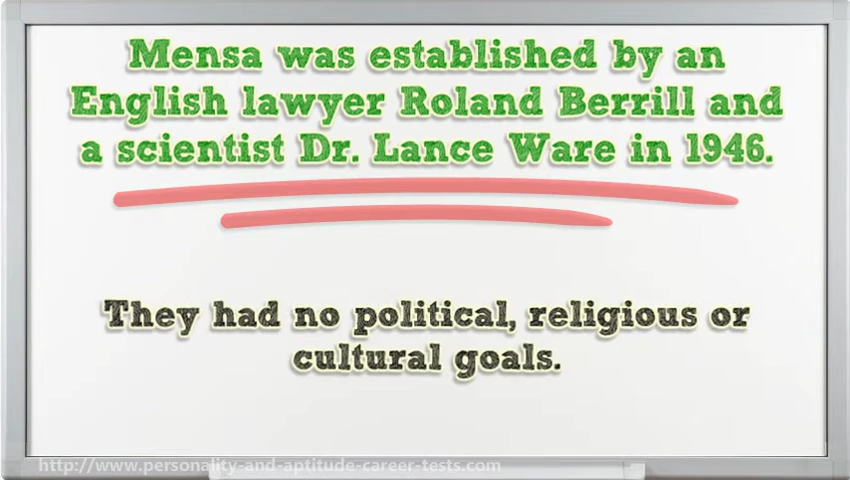 Mensa was established by an
English lawyer Roland Berrill and
a scientist Dr. Lance Ware in 1946.
They had no political, religious or
cultural goals.
http://www.personality-and-aptitude-career-tests.com